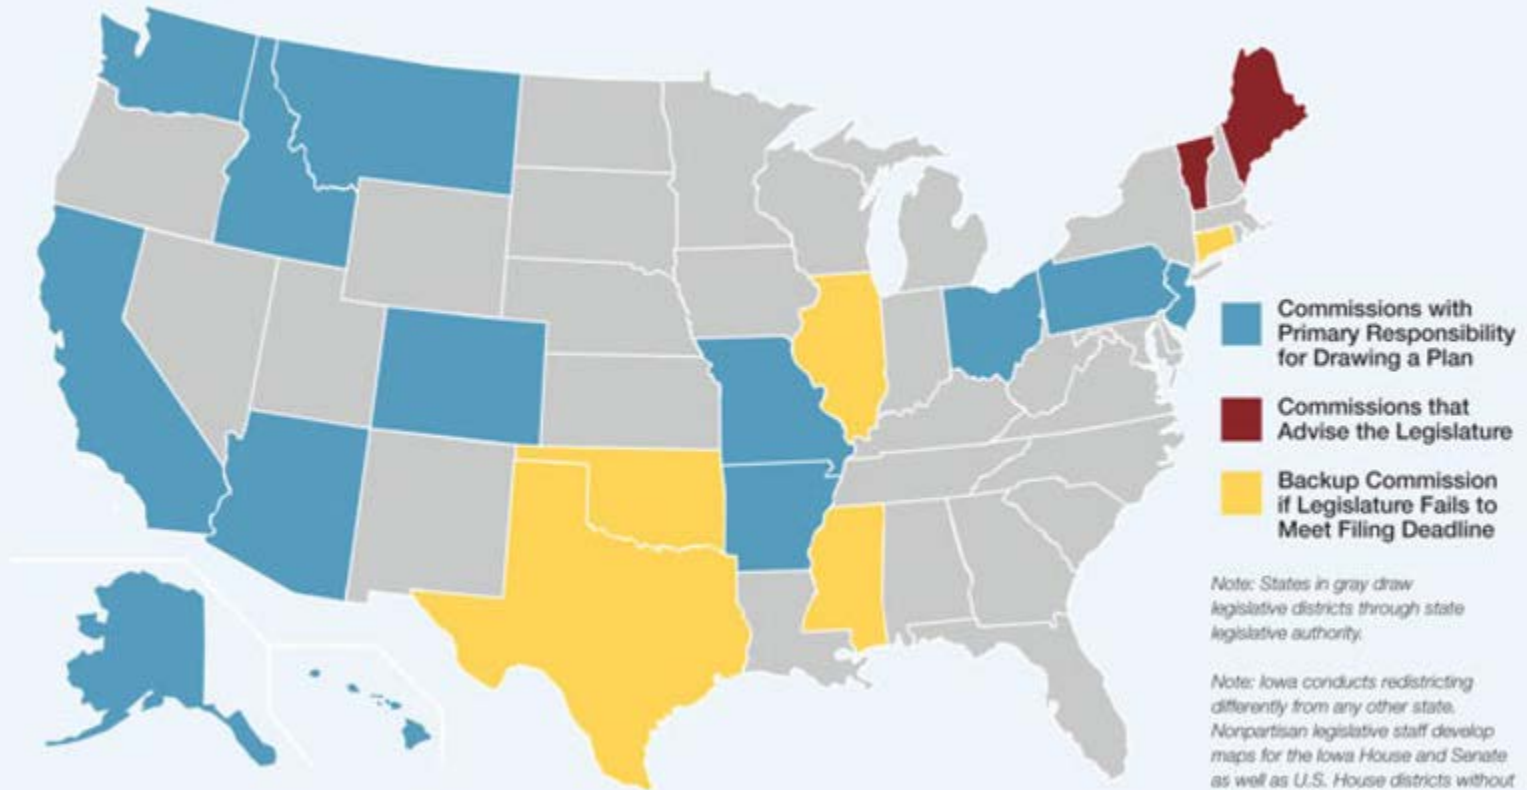 Commissions with
Primary Responsibility
for Drawing a Plan
Commissions that
Advise the Legislature
Backup Commission
if Legislature Fails to
Meet Filing Deadline
Note: States in gray draw
legislative districts through state
legislative authority.
Note: Iowa conducts redistricting
differently from any other state.
Nonpartisan legislative staff develop
maps for the Iowa House and Senate
as well as U.S. House districts without